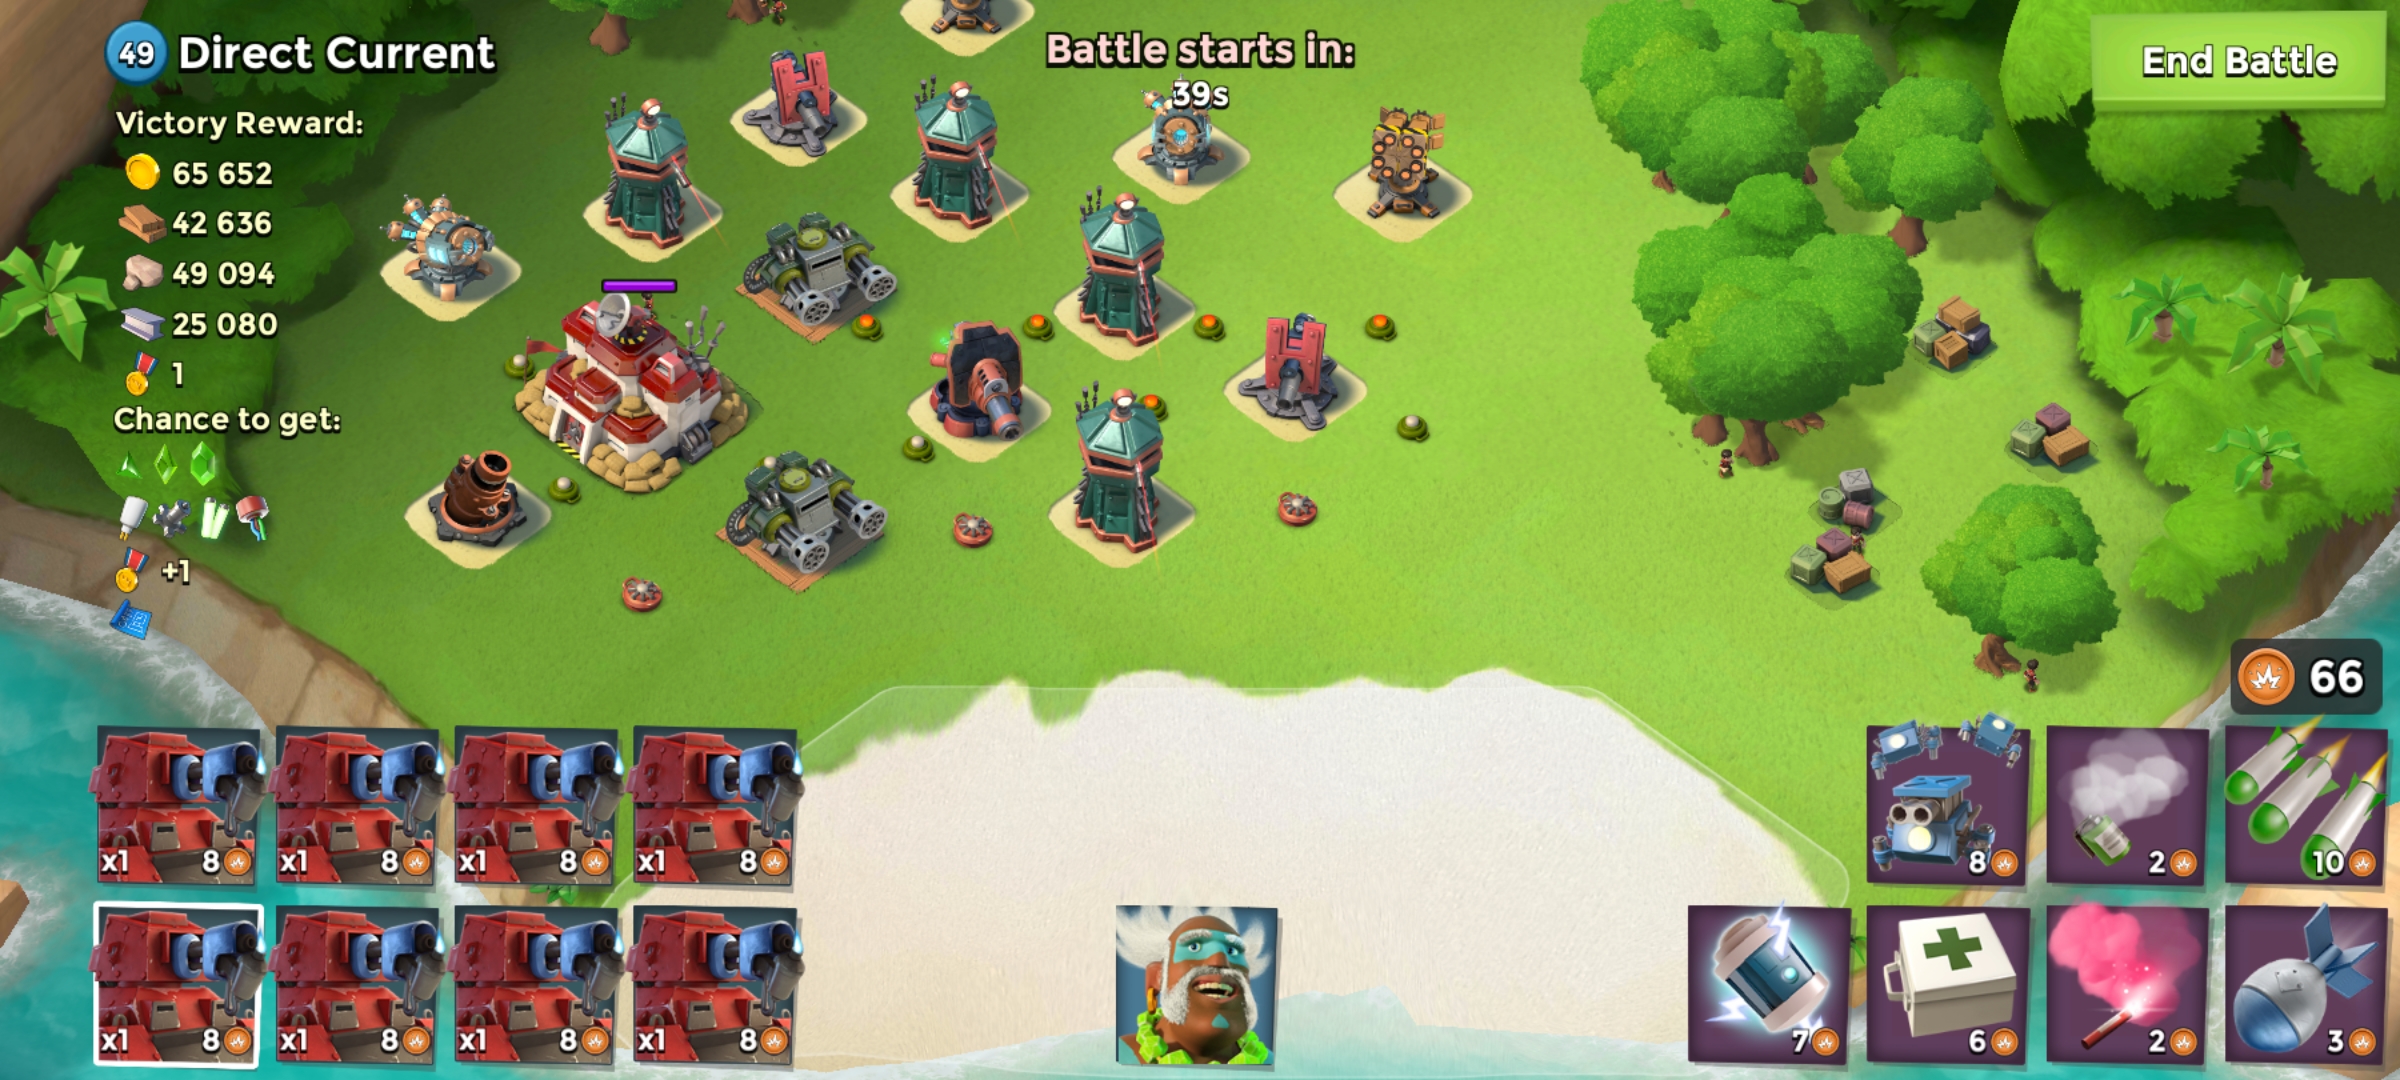 49 Direct Current
Battle starts in:
39s
End Battle
Victory Reward:
65 652
42 636
49 094
25 080
1
Chance to get:
+1
66
x1 8
x1 8
x1 8
x1 8
8
2
10
x1 8
x1 8
x1 8
x1 8
7
6
2
3